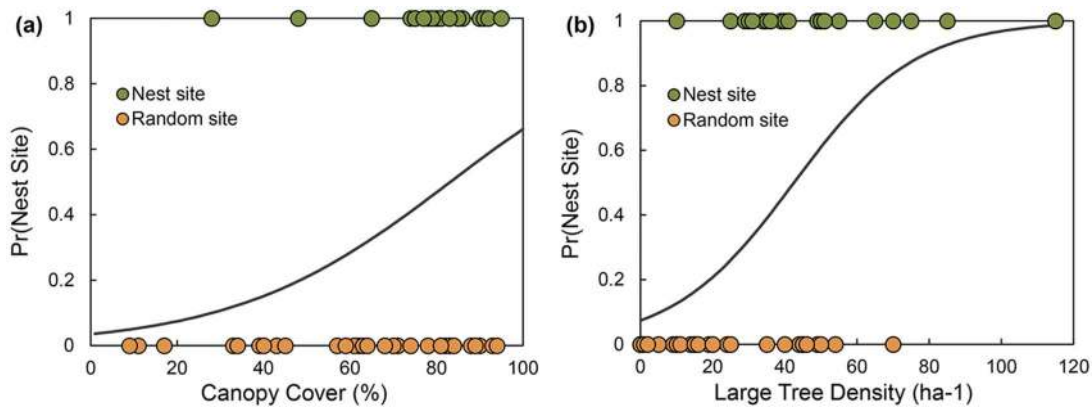 (a)
1
0.8
0.6
0.4
0.2
0
Pr(Nest Site)
Nest site
Random site
0 20 40 60 80 100
Canopy Cover (%)
(b)
1
0.8
0.6
0.4
0.2
0
Pr(Nest Site)
Nest site
Random site
0 20 40 60 80 100 120
Large Tree Density (ha-1)